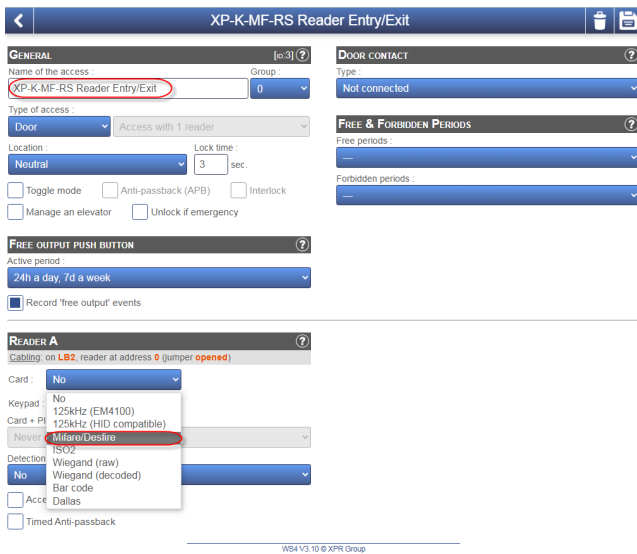 XP-K-MF-RS Reader Entry/Exit
GENERAL [ID:3] ?
Name of the access : Group :
XP-K-MF-RS Reader Entry/Exit 0
Type of access :
Door Access with 1 reader
Location : Lock time :
Neutral 3 sec.
Toggle mode Anti-passback (APB) Interlock
Manage an elevator Unlock if emergency
FREE OUTPUT PUSH BUTTON ?
Active period :
24h a day, 7d a week
Record 'free output' events
READER A ?
Cabling: on LB2, reader at address 0 (jumper opened)
Card : No
Keypad :
No
125kHz (EM4100)
125kHz (HID compatible)
Mifare/Desfire
ISO2
Wiegand (raw)
Wiegand (decoded)
Bar code
Dallas
Card + PI
Never
Detection
No
Acce
Timed Anti-passback
DOOR CONTACT ?
Type :
Not connected
FREE & FORBIDDEN PERIODS ?
Free periods :
---
Forbidden periods :
---
WS4 V3.10 © XPR Group